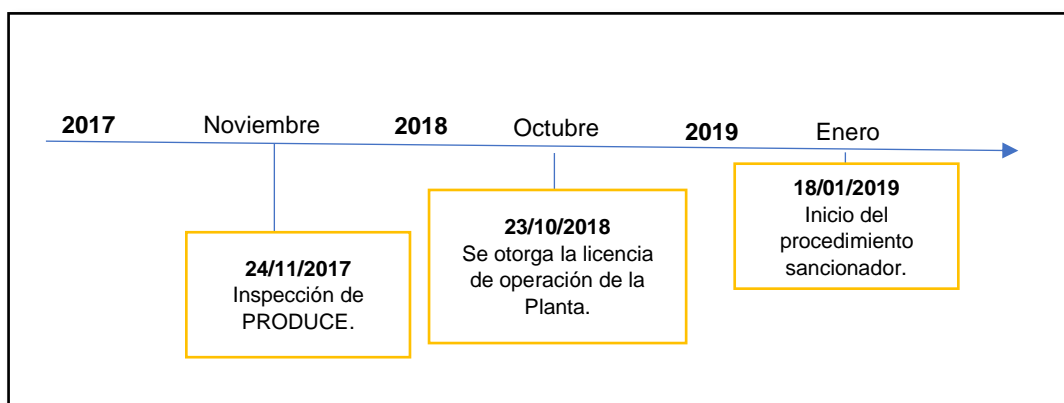 2017 Noviembre 2018 Octubre 2019 Enero
24/11/2017
Inspección de
PRODUCE.
23/10/2018
Se otorga la licencia
de operación de la
Planta.
18/01/2019
Inicio del
procedimiento
sancionador.